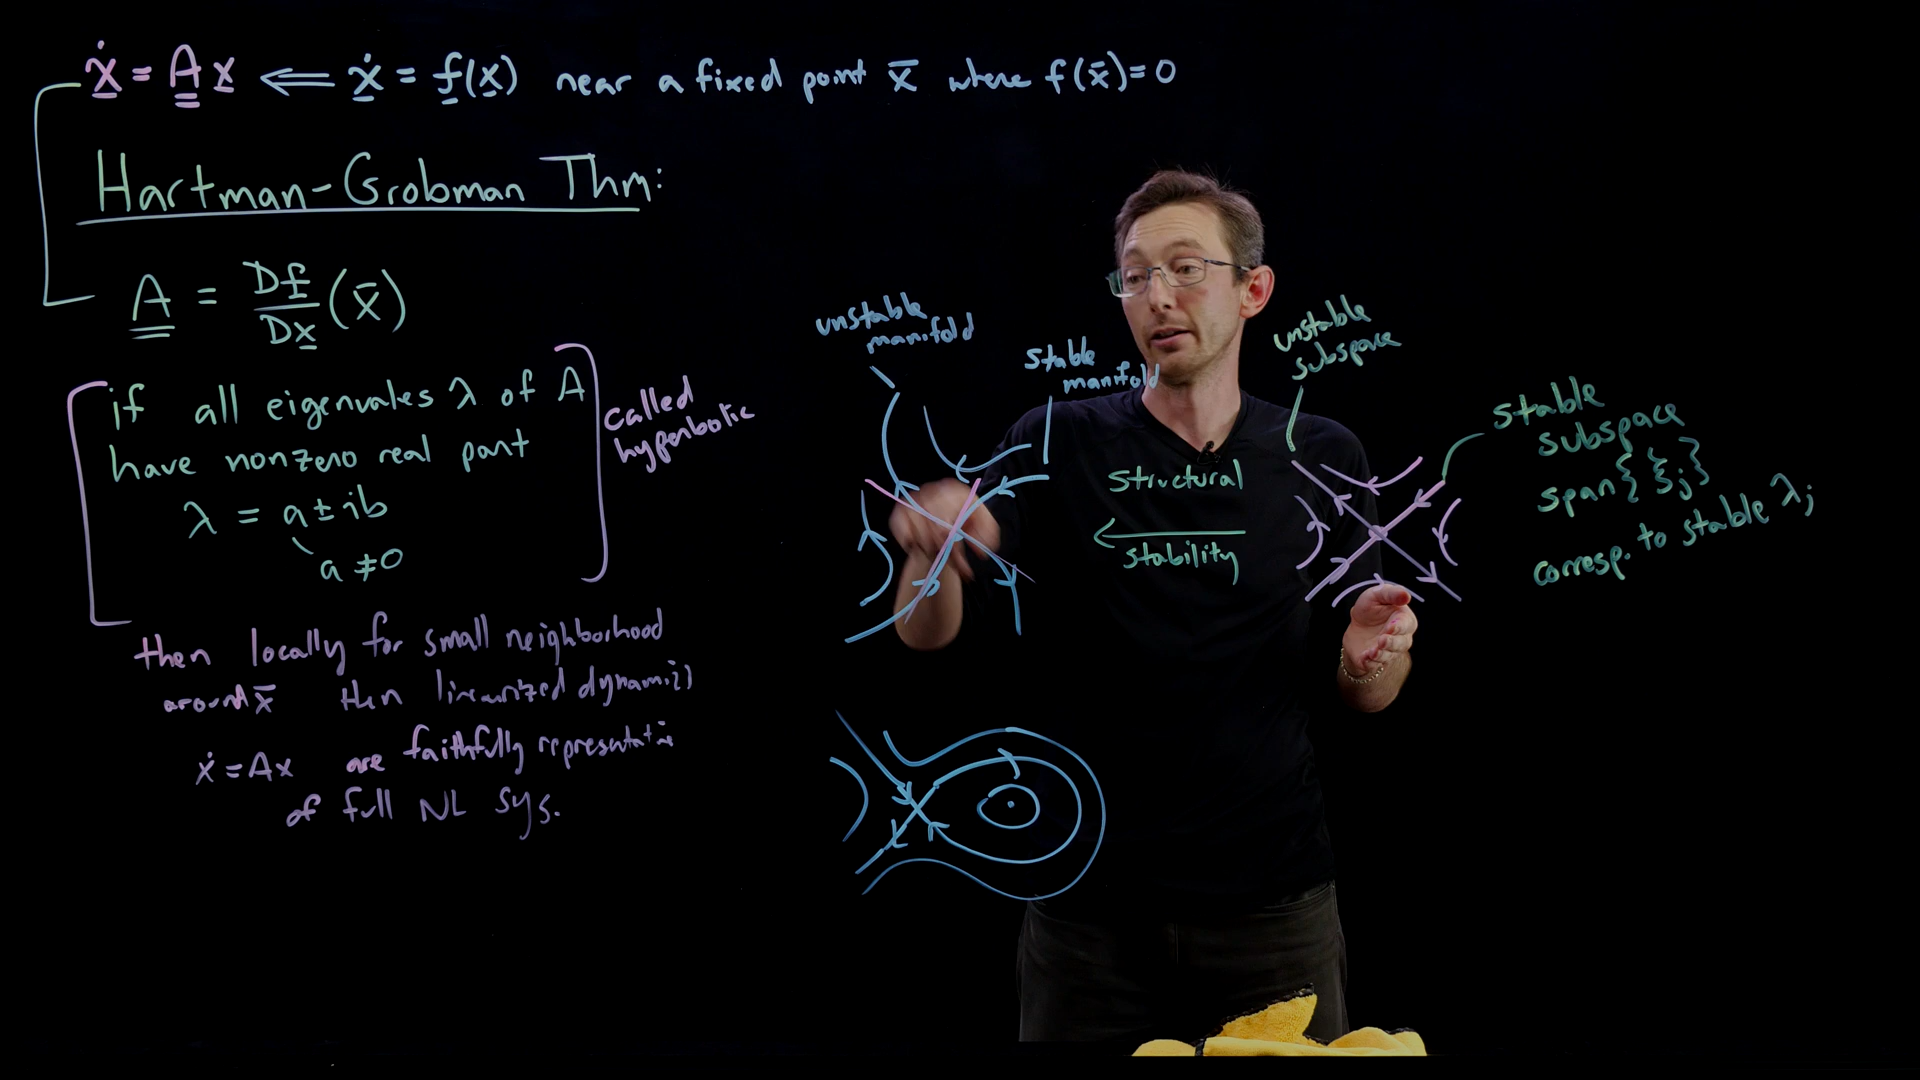 ẋ = A x ⟸ ẋ = f(x) near a fixed point x̄ where f(x̄)=0
Hartman-Grobman Thm:
A = Df/Dx (x̄)
if all eigenvales λ of A
have nonzero real part
λ = a ± ib
a ≠ 0
called
hyperbolic
then locally for small neighborhood
around x̄ then linearized dynamics
ẋ = Ax are faithfully representative
of full NL sys.
unstable
manifold
stable
manifold
structural
stability
unstable
subspace
stable
subspace
span{ξj}
corresp. to stable λj